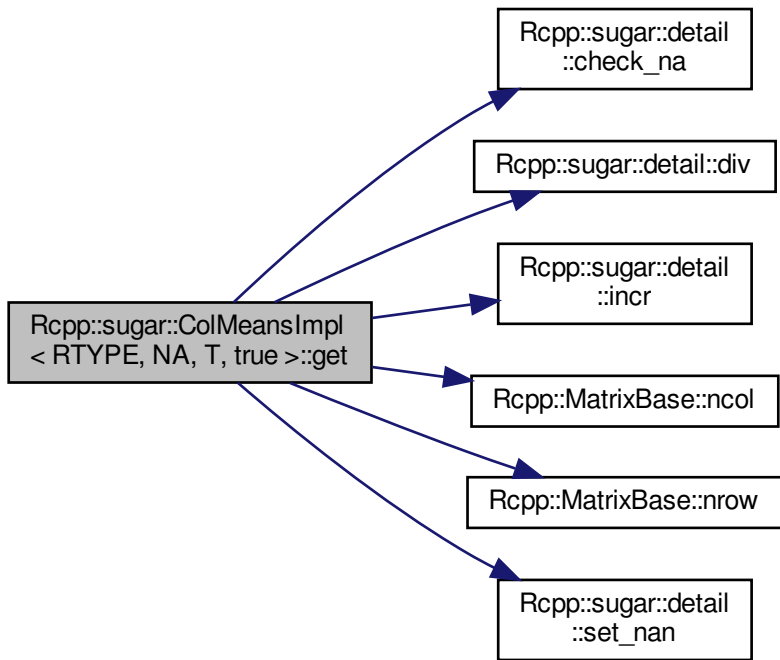 Rcpp::sugar::detail
::check_na
Rcpp::sugar::detail::div
Rcpp::sugar::detail
::incr
Rcpp::sugar::ColMeansImpl
< RTYPE, NA, T, true >::get
Rcpp::MatrixBase::ncol
Rcpp::MatrixBase::nrow
Rcpp::sugar::detail
::set_nan